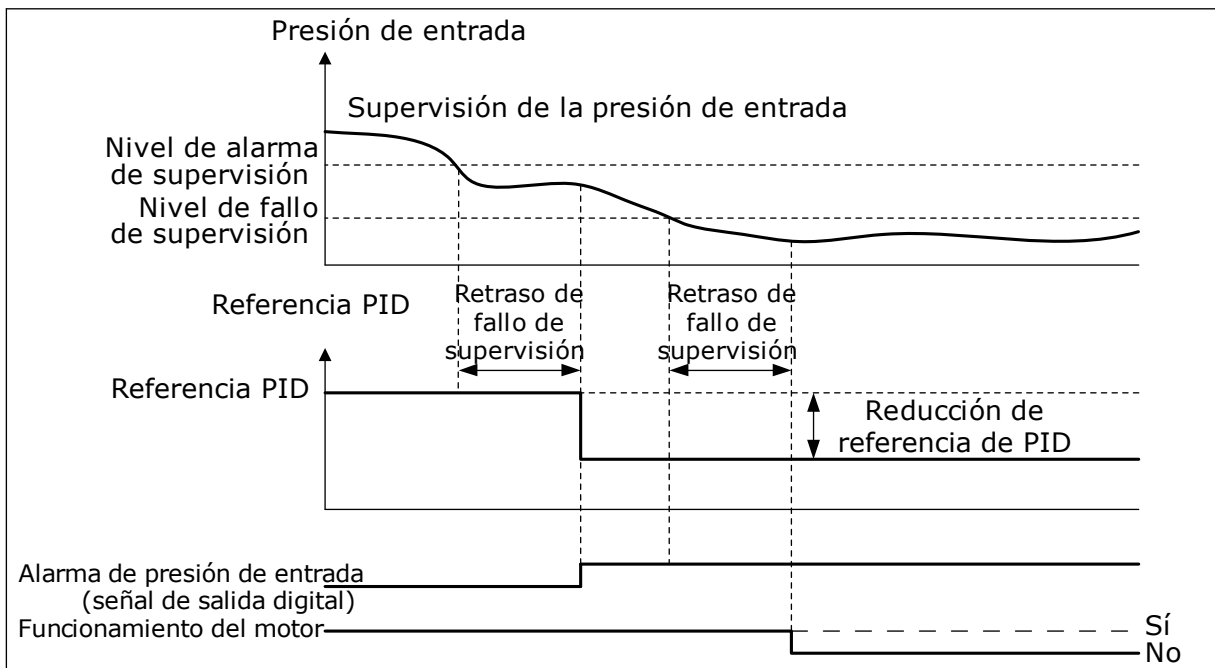 Presión de entrada
Supervisión de la presión de entrada
Nivel de alarma
de supervisión
Nivel de fallo
de supervisión
Referencia PID
Retraso de
fallo de
supervisión
Retraso de
fallo de
supervisión
Referencia PID
Reducción de
referencia de PID
Alarma de presión de entrada
(señal de salida digital)
Funcionamiento del motor
Sí
No